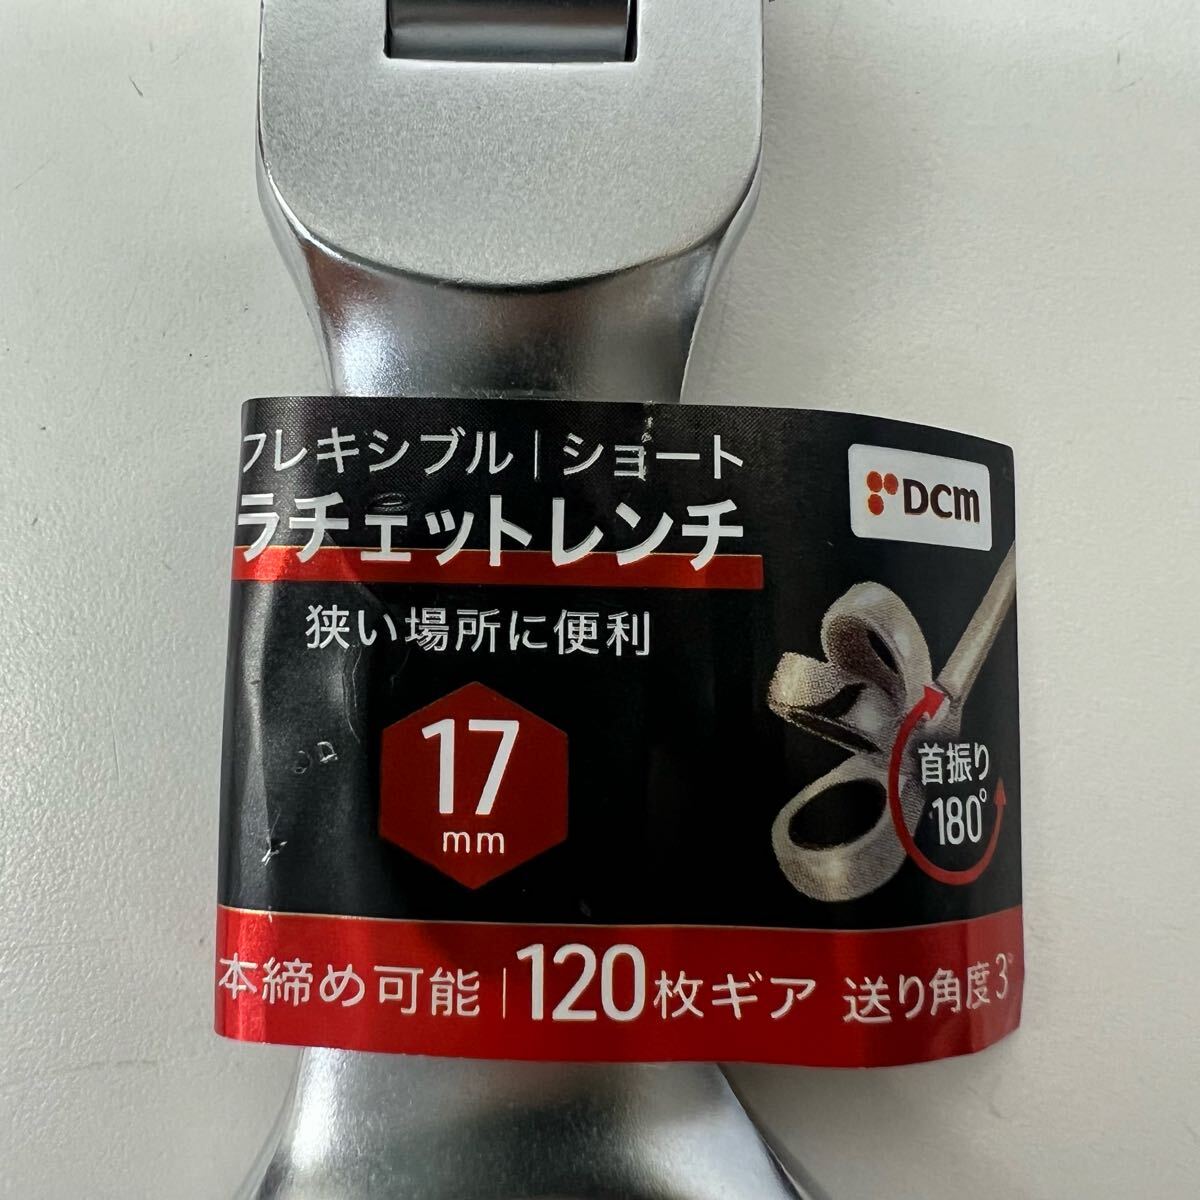 フレキシブル｜ショート
ラチェットレンチ
DCM
狭い場所に便利
17
mm
首振り
180°
本締め可能｜120枚ギア 送り角度3°